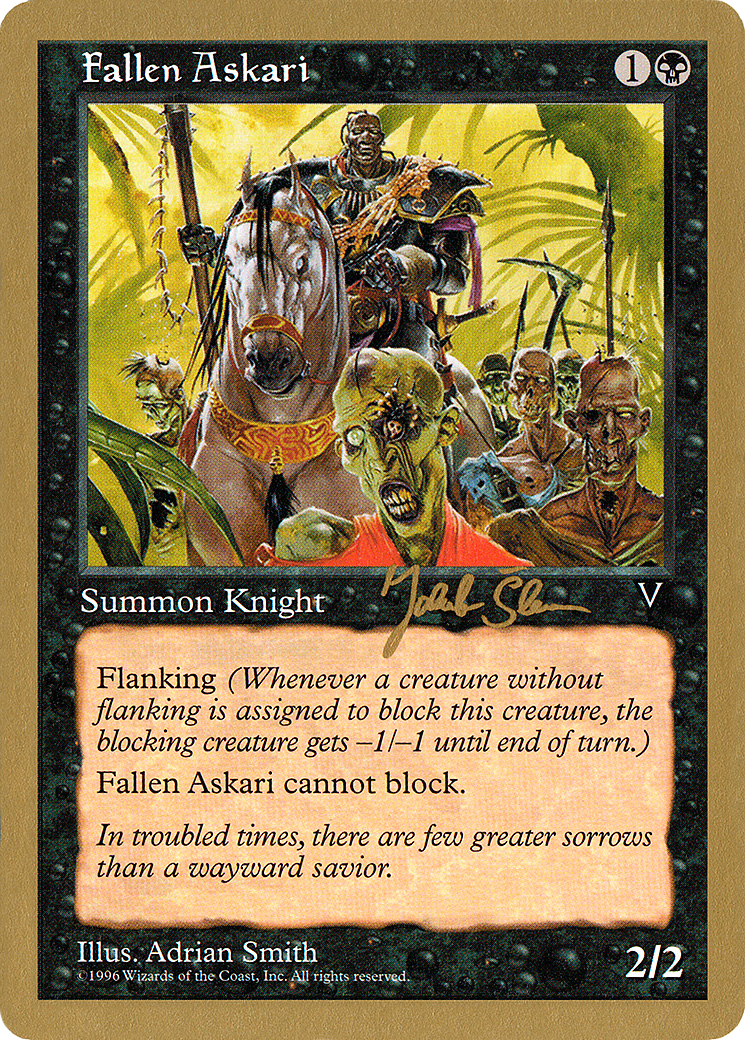 Fallen Askari 1
Summon Knight V
Flanking (Whenever a creature without
flanking is assigned to block this creature, the
blocking creature gets –1/–1 until end of turn.)
Fallen Askari cannot block.
In troubled times, there are few greater sorrows
than a wayward savior.
Illus. Adrian Smith
©1996 Wizards of the Coast, Inc. All rights reserved.
2/2